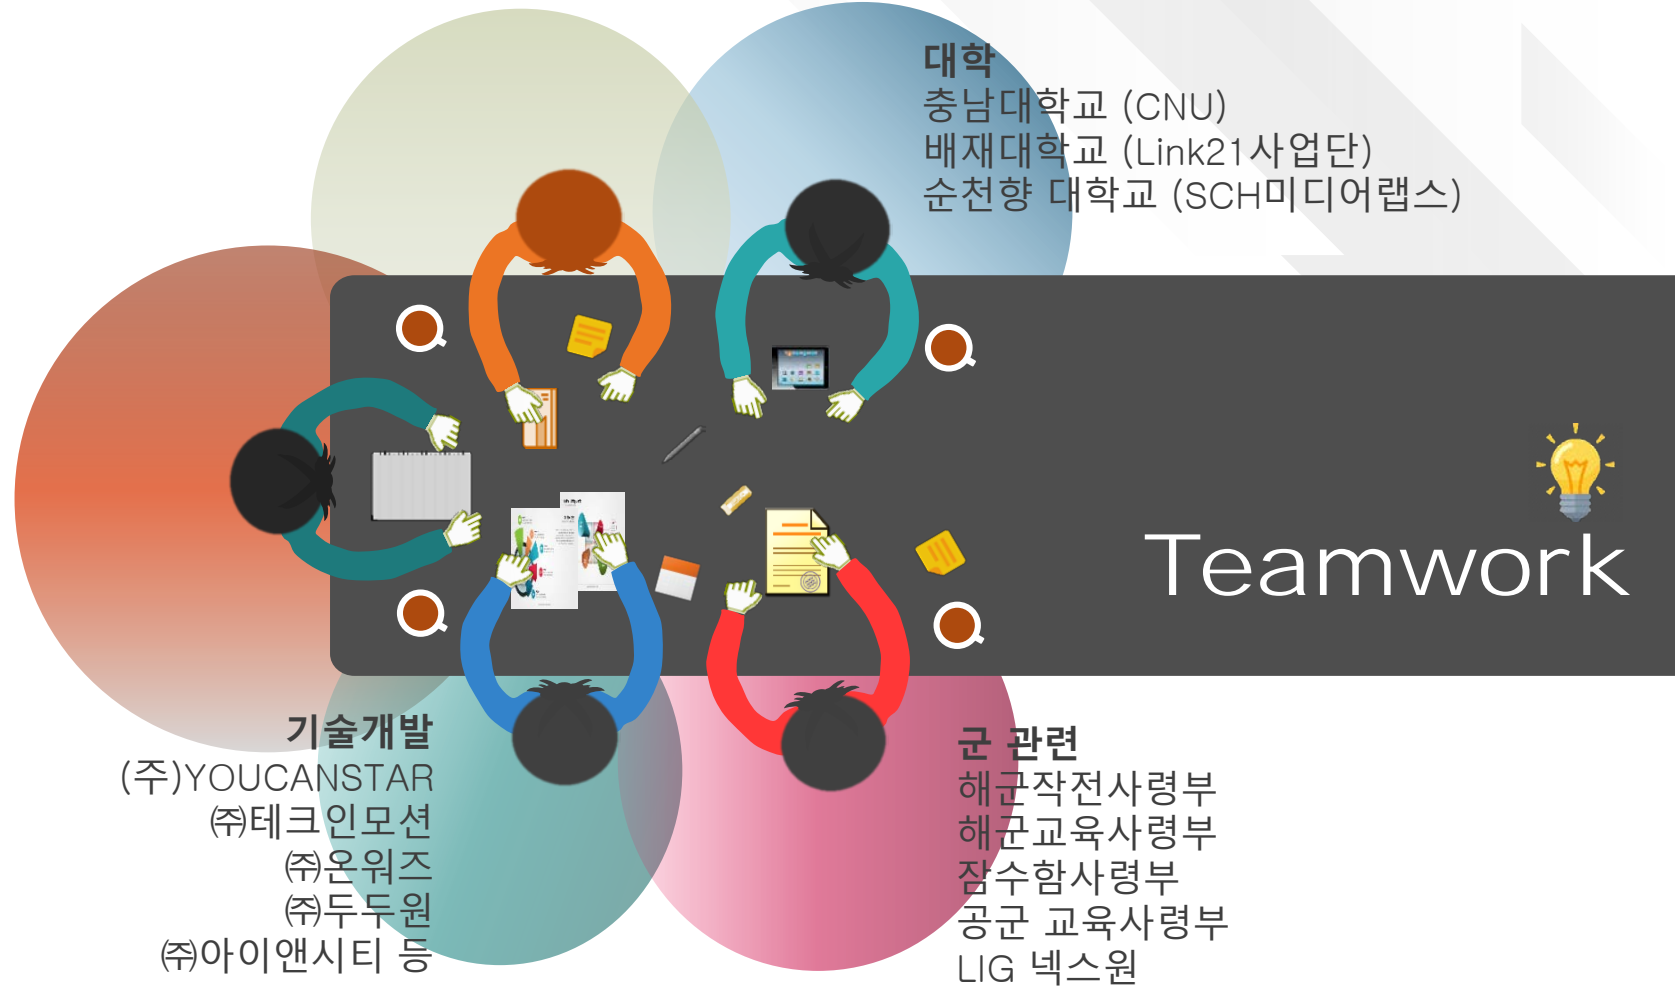 대학
충남대학교 (CNU)
배재대학교 (Link21사업단)
순천향 대학교 (SCH미디어랩스)
Teamwork
기술개발
(주)YOUCANSTAR
㈜테크인모션
㈜온워즈
㈜두두원
㈜아이앤시티 등
군 관련
해군작전사령부
해군교육사령부
잠수함사령부
공군 교육사령부
LIG 넥스원